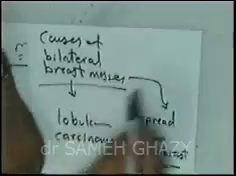 Causes of
bilateral
breast masses
lobular spread
carcinoma
dr SAMEH GHAZY